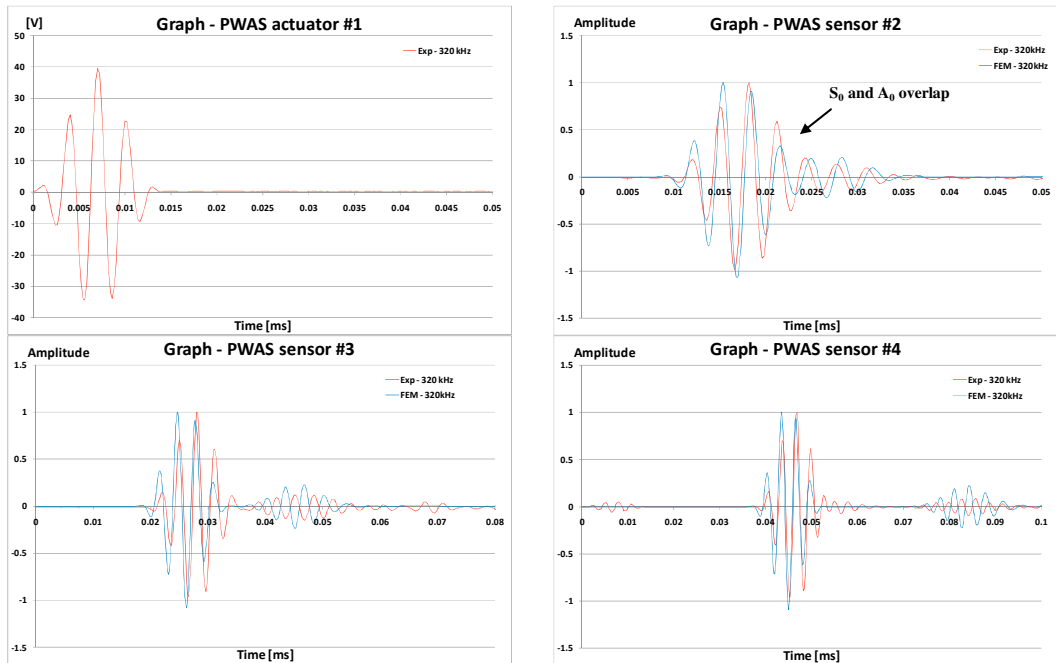 [V] Graph - PWAS actuator #1
50
40
30
20
10
0
-10
-20
-30
-40
0 0.005 0.01 0.015 0.02 0.025 0.03 0.035 0.04 0.045 0.05
Exp - 320 kHz
Time [ms]
Amplitude Graph - PWAS sensor #2
1.5
1
0.5
0
-0.5
-1
-1.5
0 0.005 0.01 0.015 0.02 0.025 0.03 0.035 0.04 0.045 0.05
Exp - 320 kHz
FEM - 320kHz
S₀ and A₀ overlap
Time [ms]
Amplitude Graph - PWAS sensor #3
1.5
1
0.5
0
-0.5
-1
-1.5
0 0.01 0.02 0.03 0.04 0.05 0.06 0.07 0.08
Exp - 320 kHz
FEM - 320kHz
Time [ms]
Amplitude Graph - PWAS sensor #4
1.5
1
0.5
0
-0.5
-1
-1.5
0 0.01 0.02 0.03 0.04 0.05 0.06 0.07 0.08 0.09 0.1
Exp - 320 kHz
FEM - 320kHz
Time [ms]